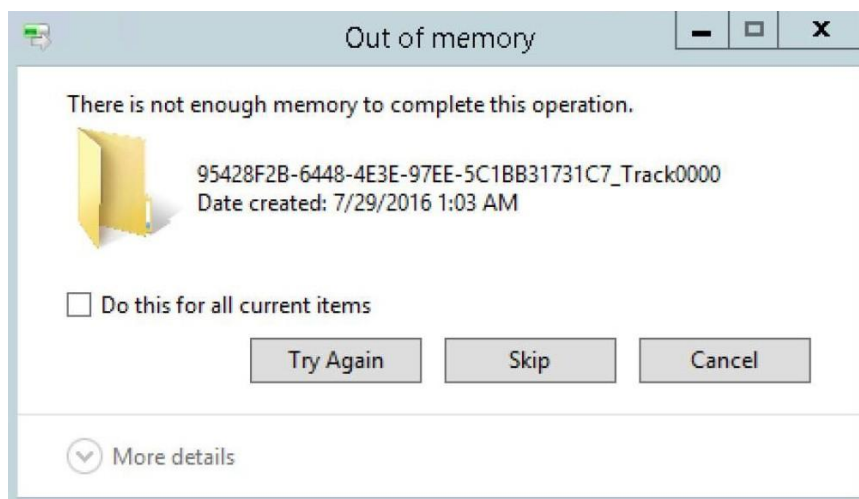 Out of memory
There is not enough memory to complete this operation.
95428F2B-6448-4E3E-97EE-5C1BB31731C7_Track0000
Date created: 7/29/2016 1:03 AM
Do this for all current items
Try Again Skip Cancel
More details